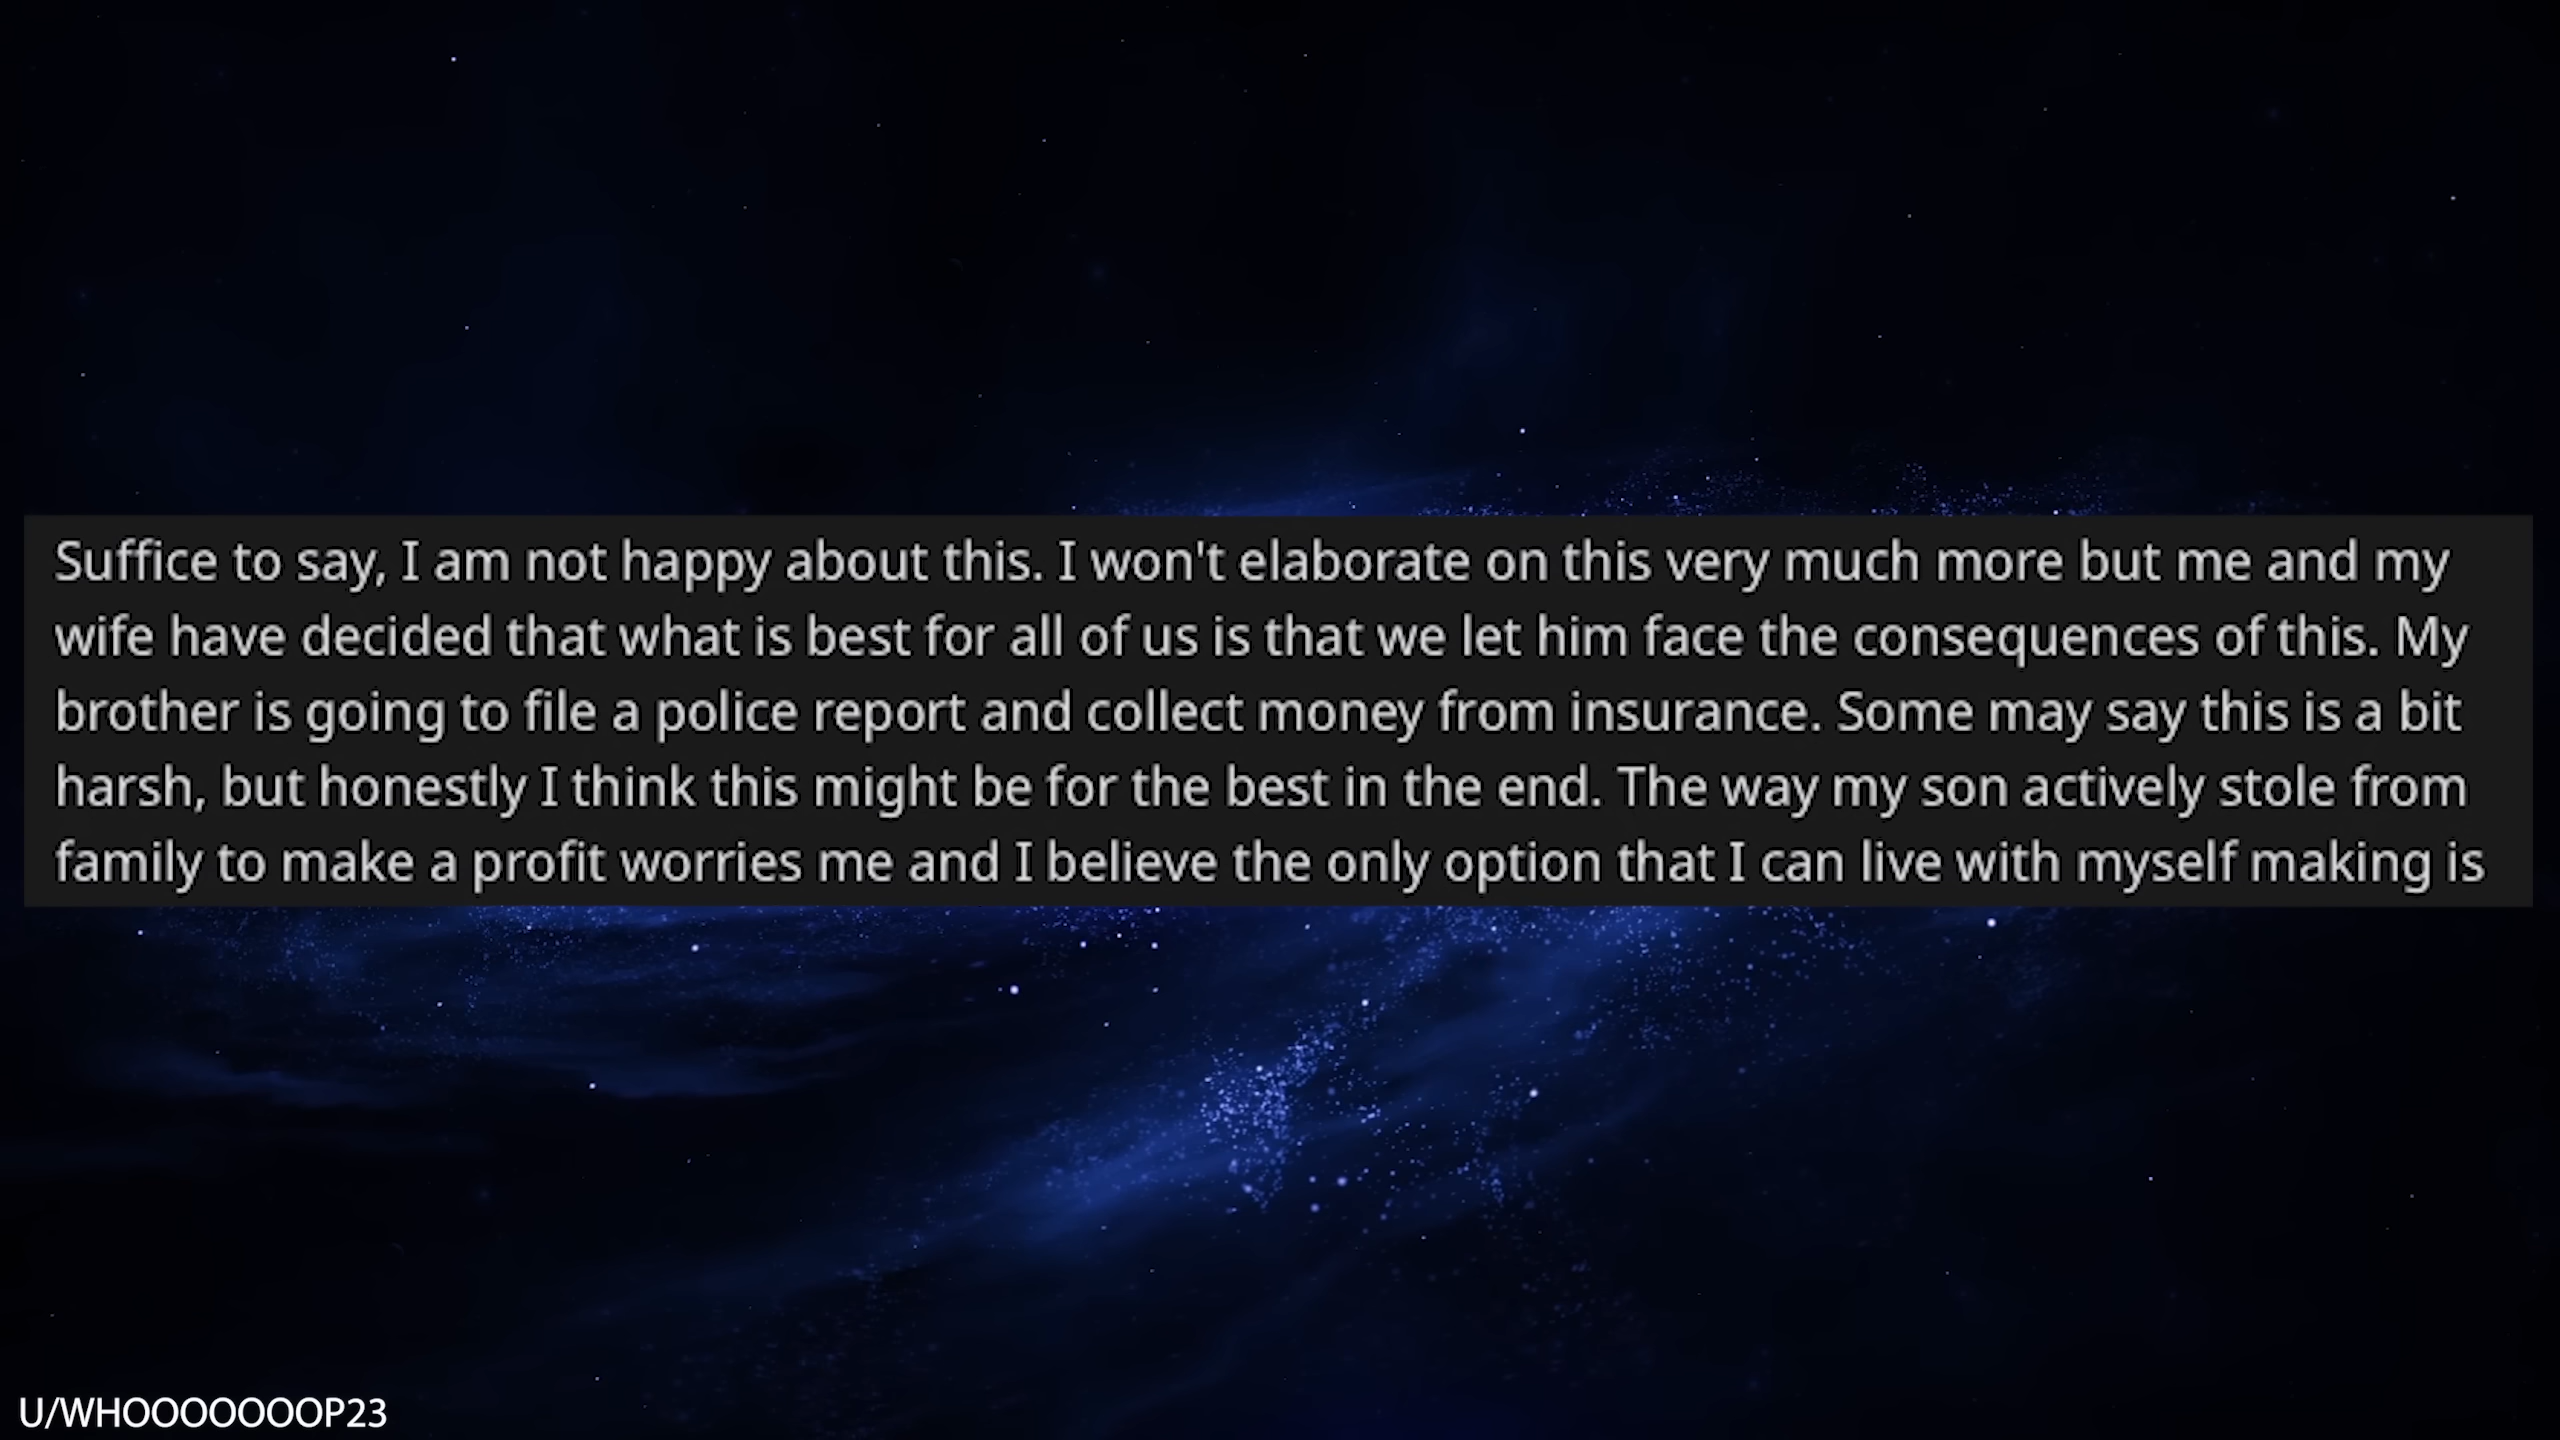 Suffice to say, I am not happy about this. I won't elaborate on this very much more but me and my
wife have decided that what is best for all of us is that we let him face the consequences of this. My
brother is going to file a police report and collect money from insurance. Some may say this is a bit
harsh, but honestly I think this might be for the best in the end. The way my son actively stole from
family to make a profit worries me and I believe the only option that I can live with myself making is
U/WHOOOOOOOP23